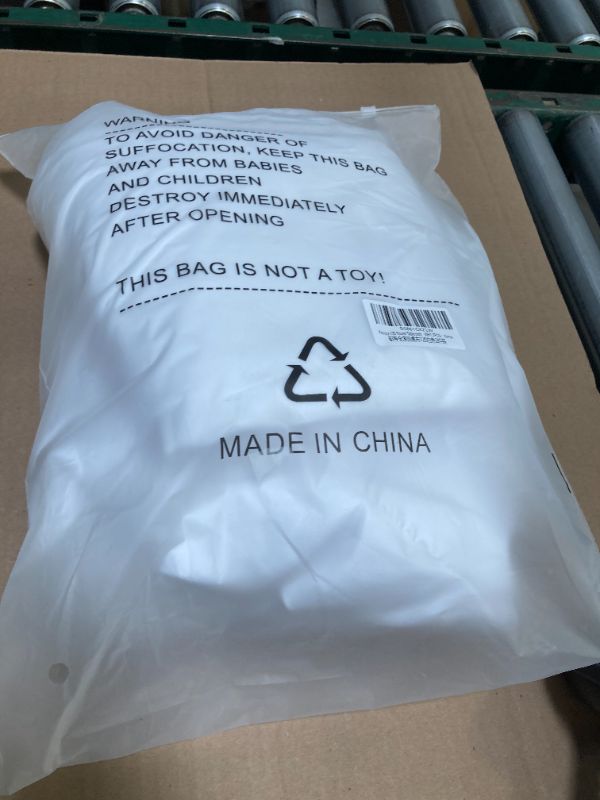 WARNING
TO AVOID DANGER OF
SUFFOCATION, KEEP THIS BAG
AWAY FROM BABIES
AND CHILDREN
DESTROY IMMEDIATELY
AFTER OPENING
THIS BAG IS NOT A TOY!
MADE IN CHINA